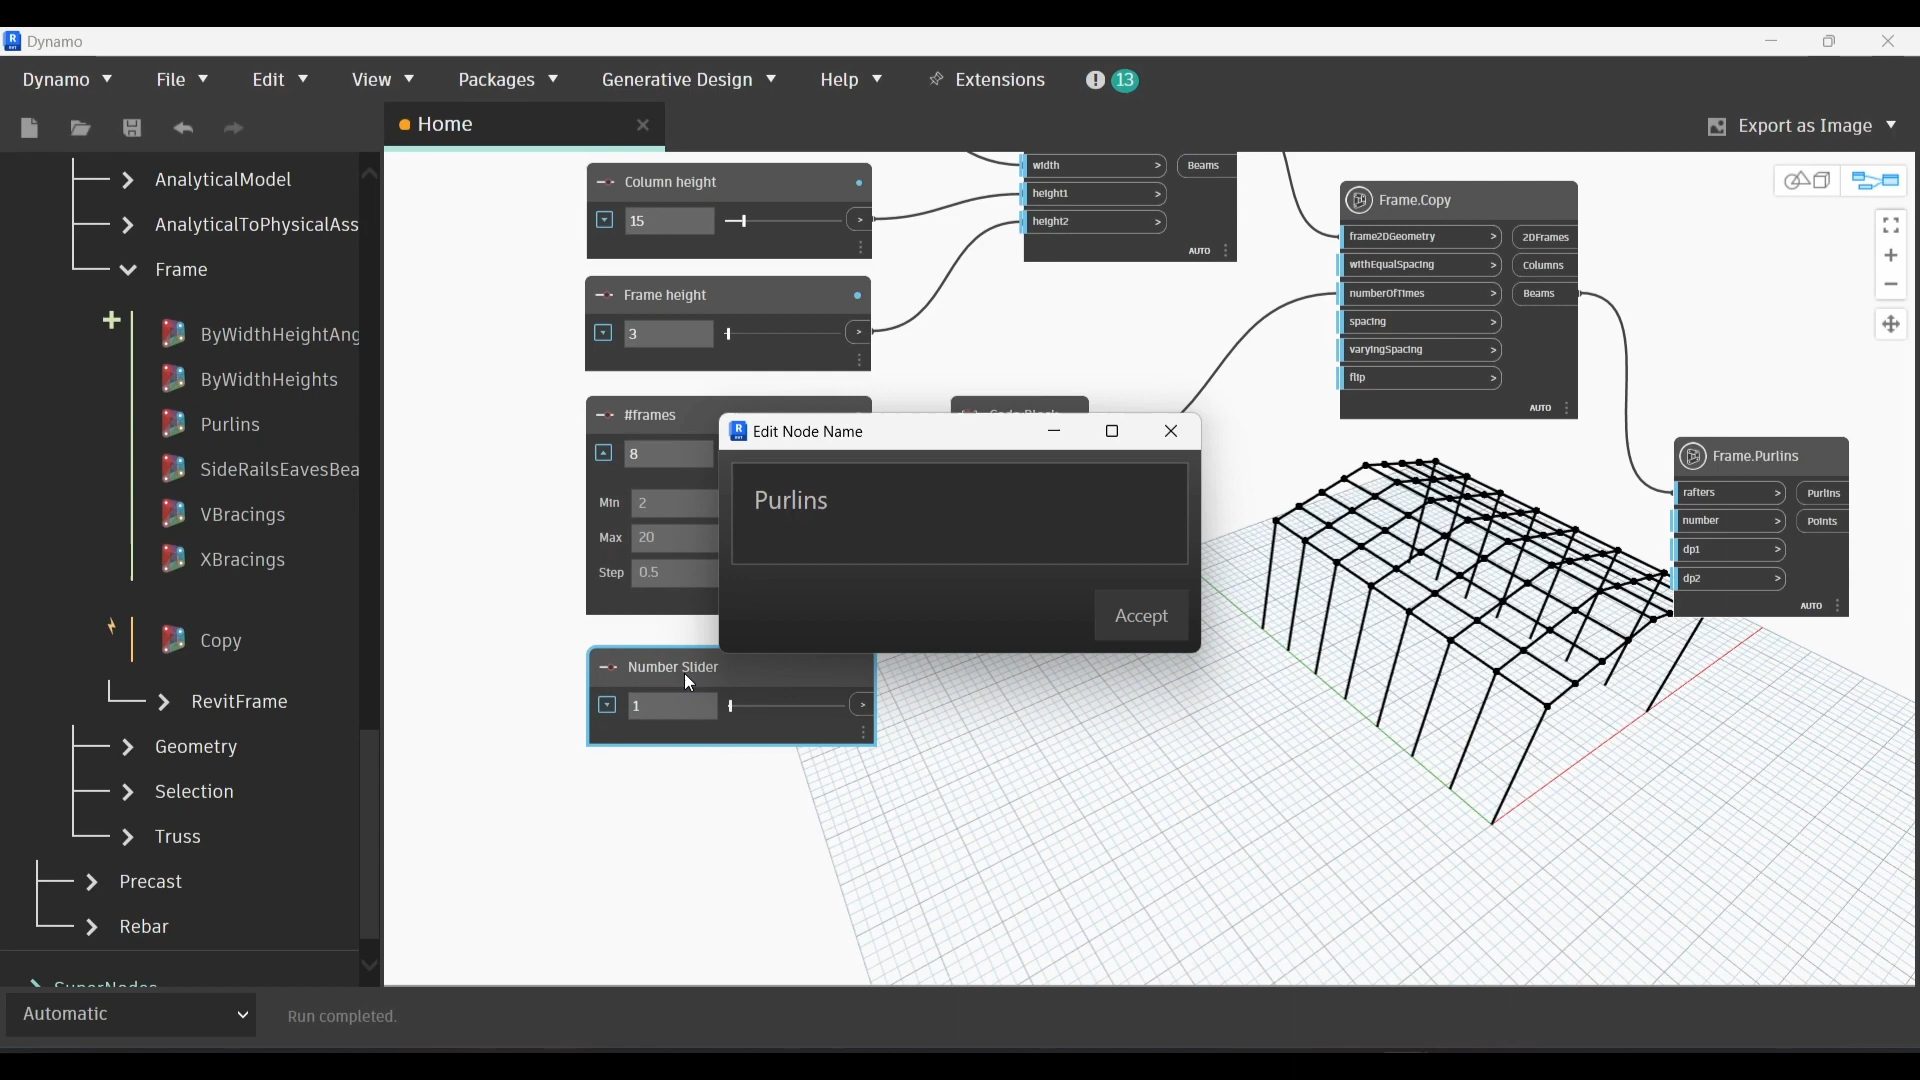 Dynamo
Dynamo File Edit View Packages Generative Design Help Extensions 13
Home
Export as Image
AnalyticalModel
AnalyticalToPhysicalAss
Frame
ByWidthHeightAng
ByWidthHeights
Purlins
SideRailsEavesBea
VBracings
XBracings
Copy
RevitFrame
Geometry
Selection
Truss
Precast
Rebar
SuperNodes
Automatic
Run completed.
Column height
15
Frame height
3
#frames
8
Min 2
Max 20
Step 0.5
Number Slider
1
width > Beams
height1 >
height2 >
AUTO
Code Block
Edit Node Name
Purlins
Accept
Frame.Copy
frame2DGeometry > 2DFrames
withEqualSpacing > Columns
numberOfTimes > Beams
spacing >
varyingSpacing >
flip >
AUTO
Frame.Purlins
rafters > Purlins
number > Points
dp1 >
dp2 >
AUTO